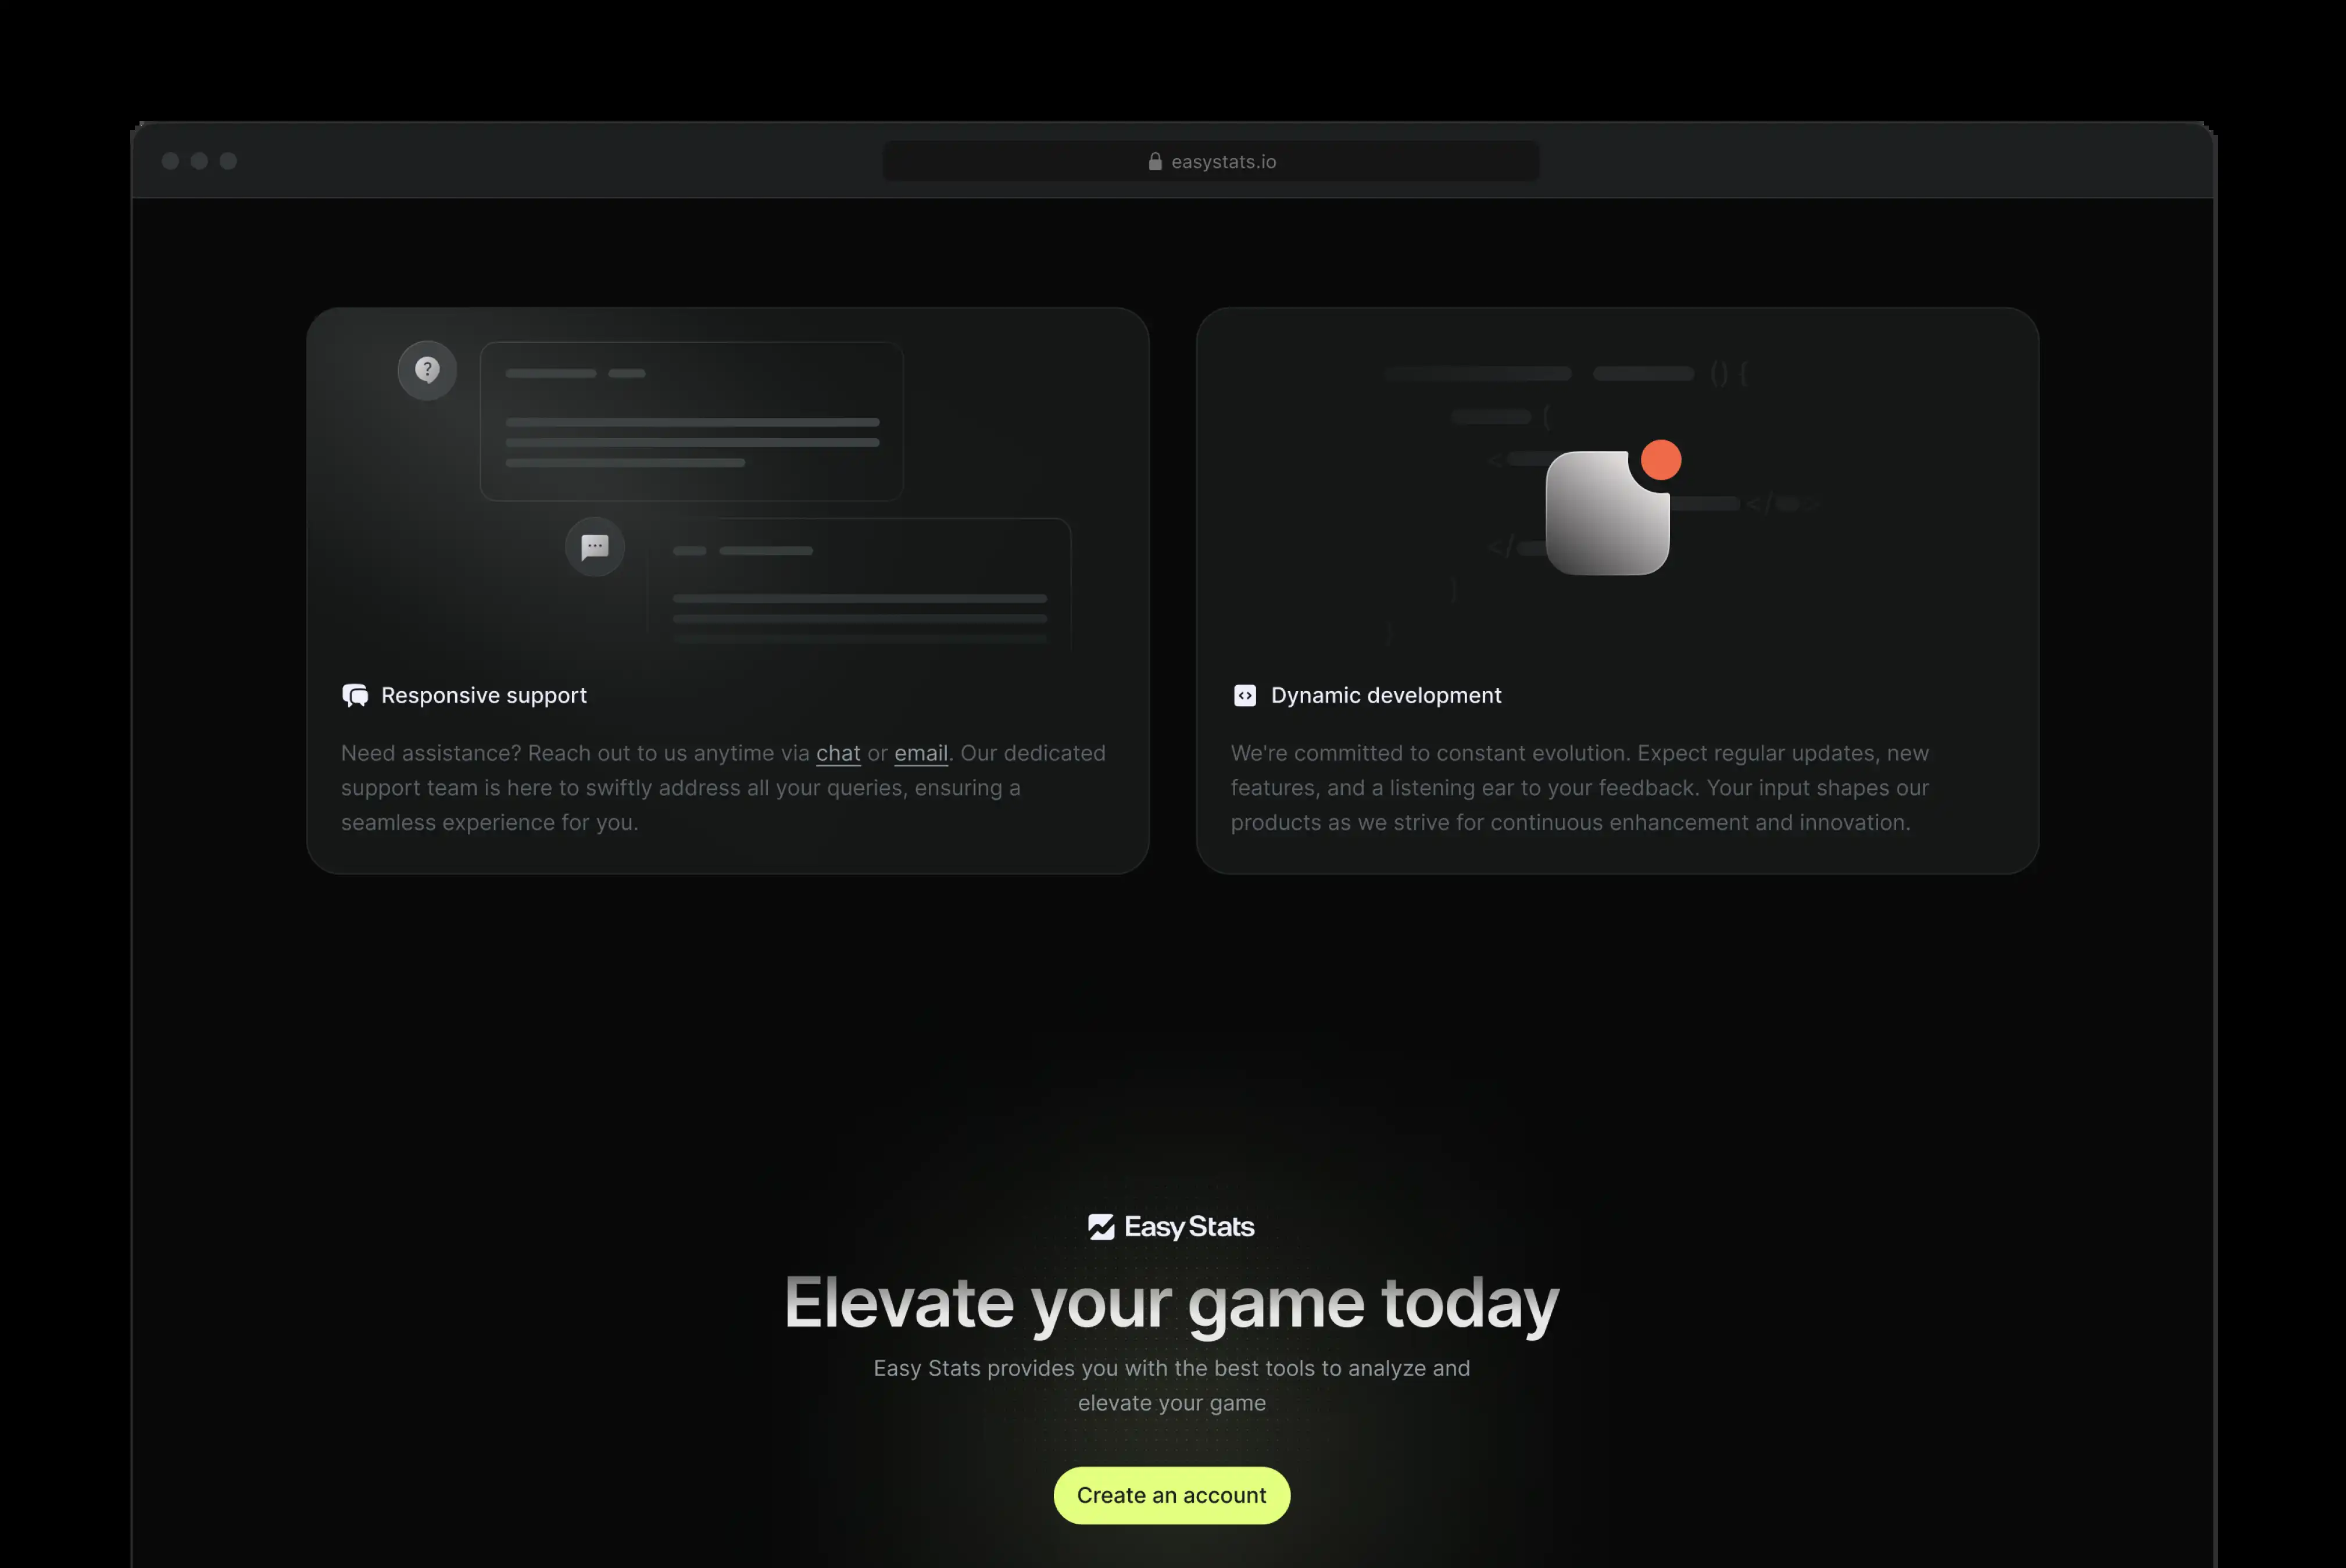 easystats.io
?
() {
(
<
</ >
</
)
}
Responsive support
Need assistance? Reach out to us anytime via chat or email. Our dedicated
support team is here to swiftly address all your queries, ensuring a
seamless experience for you.
Dynamic development
We're committed to constant evolution. Expect regular updates, new
features, and a listening ear to your feedback. Your input shapes our
products as we strive for continuous enhancement and innovation.
Easy Stats
Elevate your game today
Easy Stats provides you with the best tools to analyze and
elevate your game
Create an account